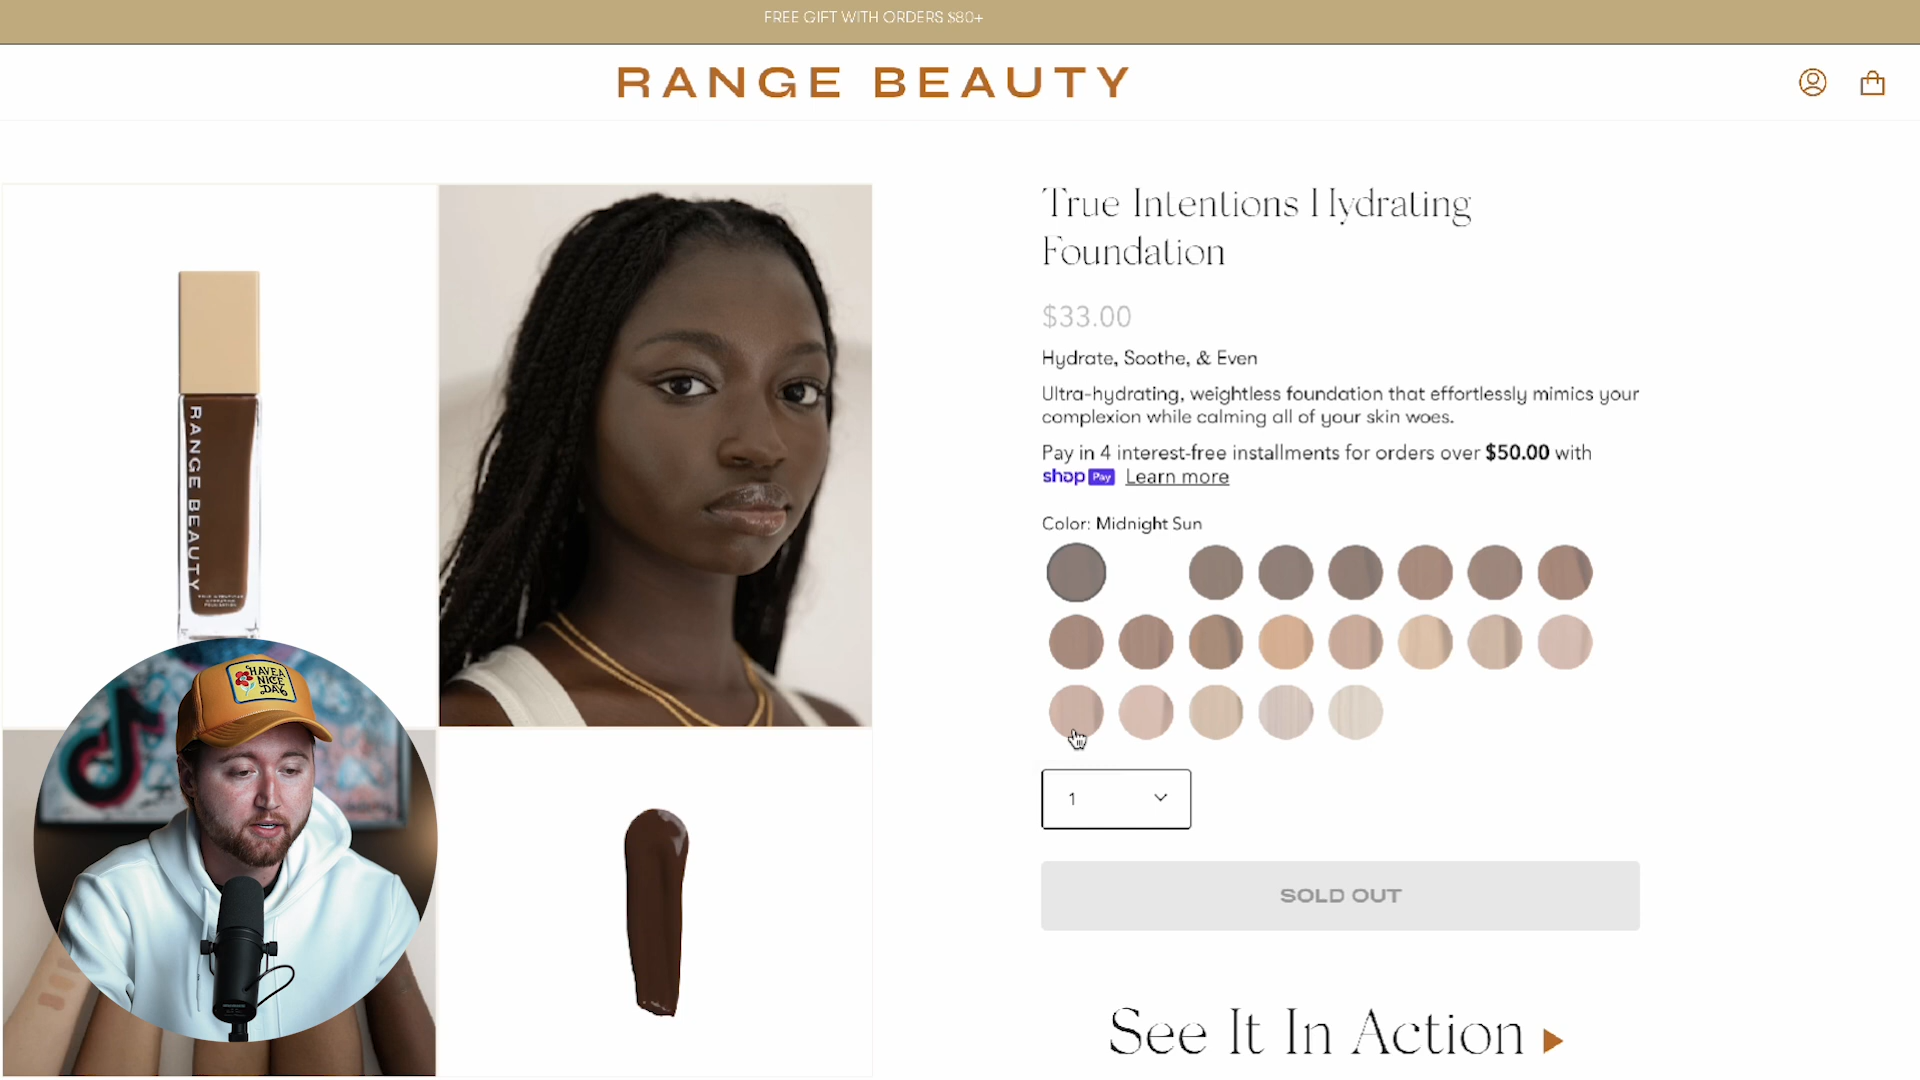 FREE GIFT WITH ORDERS $80+
RANGE BEAUTY
True Intentions Hydrating
Foundation
$33.00
Hydrate, Soothe, & Even
Ultra-hydrating, weightless foundation that effortlessly mimics your
complexion while calming all of your skin woes.
Pay in 4 interest-free installments for orders over $50.00 with
shop Pay Learn more
Color: Midnight Sun
1
SOLD OUT
See It In Action
RANGE BEAUTY
HAVE A
NICE
DAY